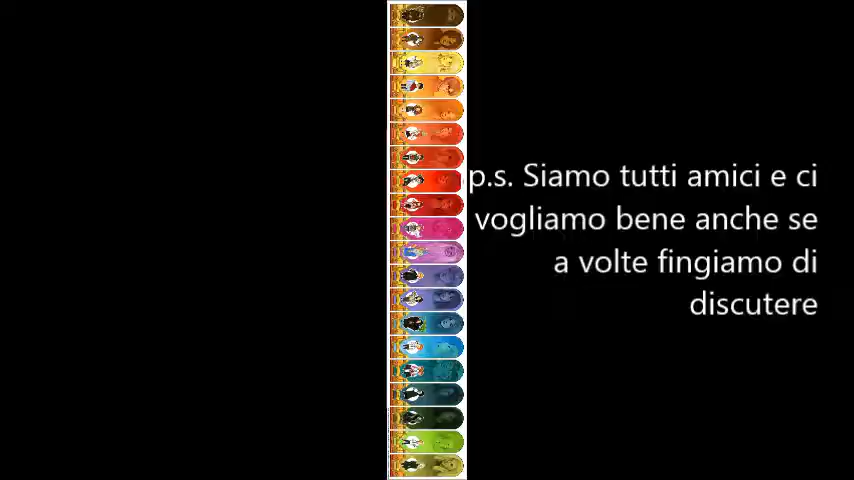 p.s. Siamo tutti amici e ci
vogliamo bene anche se
a volte fingiamo di
discutere